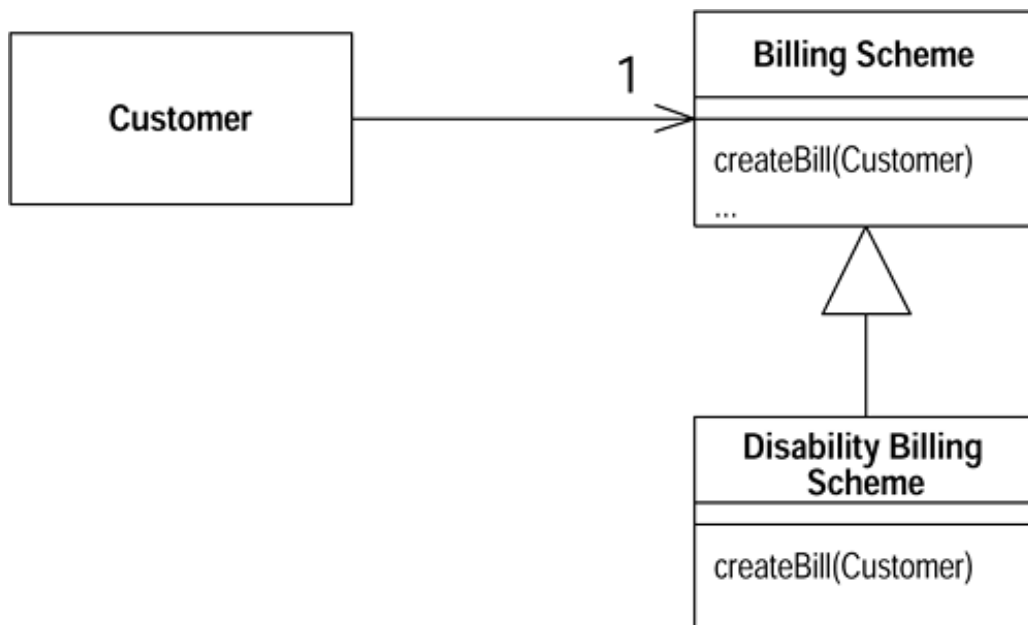 Customer
1
Billing Scheme
createBill(Customer)
...
Disability Billing
Scheme
createBill(Customer)